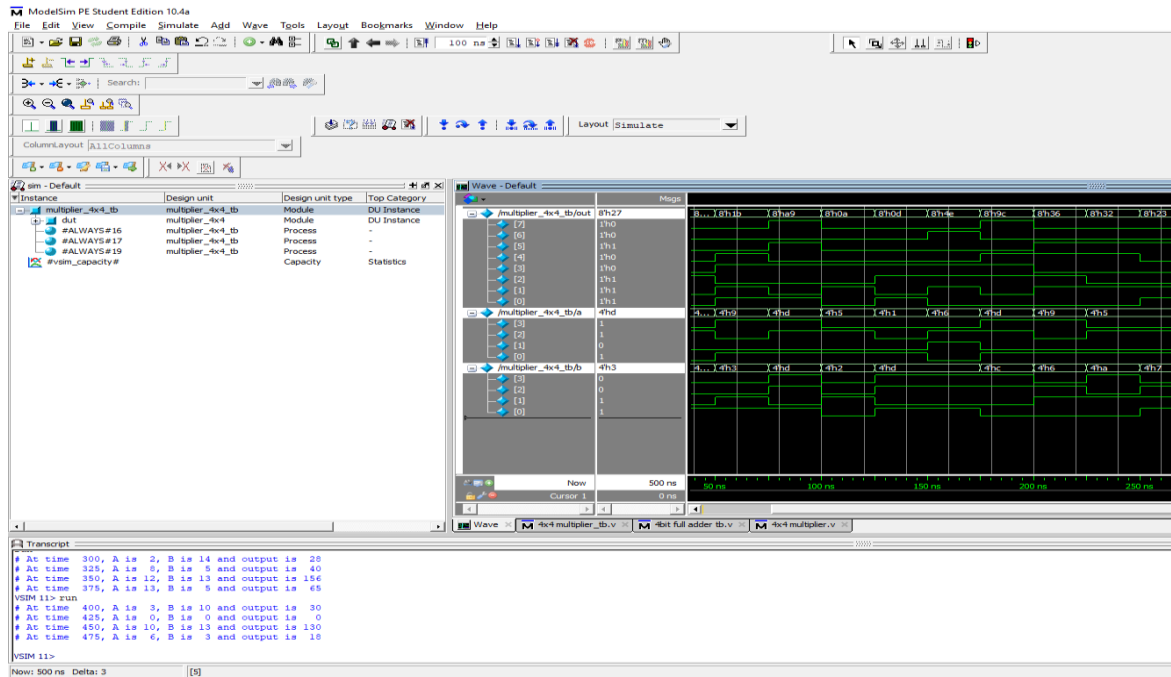 ModelSim PE Student Edition 10.4a
File Edit View Compile Simulate Add Wave Tools Layout Bookmarks Window Help
100 ns
Search:
Layout Simulate
ColumnLayout AllColumns
sim - Default
Instance Design unit Design unit type Top Category
multiplier_4x4_tb multiplier_4x4_tb Module DU Instance
dut multiplier_4x4 Module DU Instance
#ALWAYS#16 multiplier_4x4_tb Process -
#ALWAYS#17 multiplier_4x4_tb Process -
#ALWAYS#19 multiplier_4x4_tb Process -
#vsim_capacity# Capacity Statistics
Wave - Default
Msgs
/multiplier_4x4_tb/out 8'h27 8... 8'h1b 8'ha9 8'h0a 8'h0d 8'h4e 8'h9c 8'h36 8'h32 8'h23
[7] 1'h0
[6] 1'h0
[5] 1'h1
[4] 1'h0
[3] 1'h0
[2] 1'h1
[1] 1'h1
[0] 1'h1
/multiplier_4x4_tb/a 4'hd 4... 4'h9 4'hd 4'h5 4'h1 4'h6 4'hd 4'h9 4'h5
[3] 1
[2] 1
[1] 0
[0] 1
/multiplier_4x4_tb/b 4'h3 4... 4'h3 4'hd 4'h2 4'hd 4'hc 4'h6 4'ha 4'h7
[3] 0
[2] 0
[1] 1
[0] 1
Now 500 ns 50 ns 100 ns 150 ns 200 ns 250 ns
Cursor 1 0 ns
Wave 4x4 multiplier_tb.v 4bit full adder tb.v 4x4 multiplier.v
Transcript
# At time 300, A is 2, B is 14 and output is 28
# At time 325, A is 8, B is 5 and output is 40
# At time 350, A is 12, B is 13 and output is 156
# At time 375, A is 13, B is 5 and output is 65
VSIM 11> run
# At time 400, A is 3, B is 10 and output is 30
# At time 425, A is 0, B is 0 and output is 0
# At time 450, A is 10, B is 13 and output is 130
# At time 475, A is 6, B is 3 and output is 18
VSIM 11>
Now: 500 ns Delta: 3 [5]